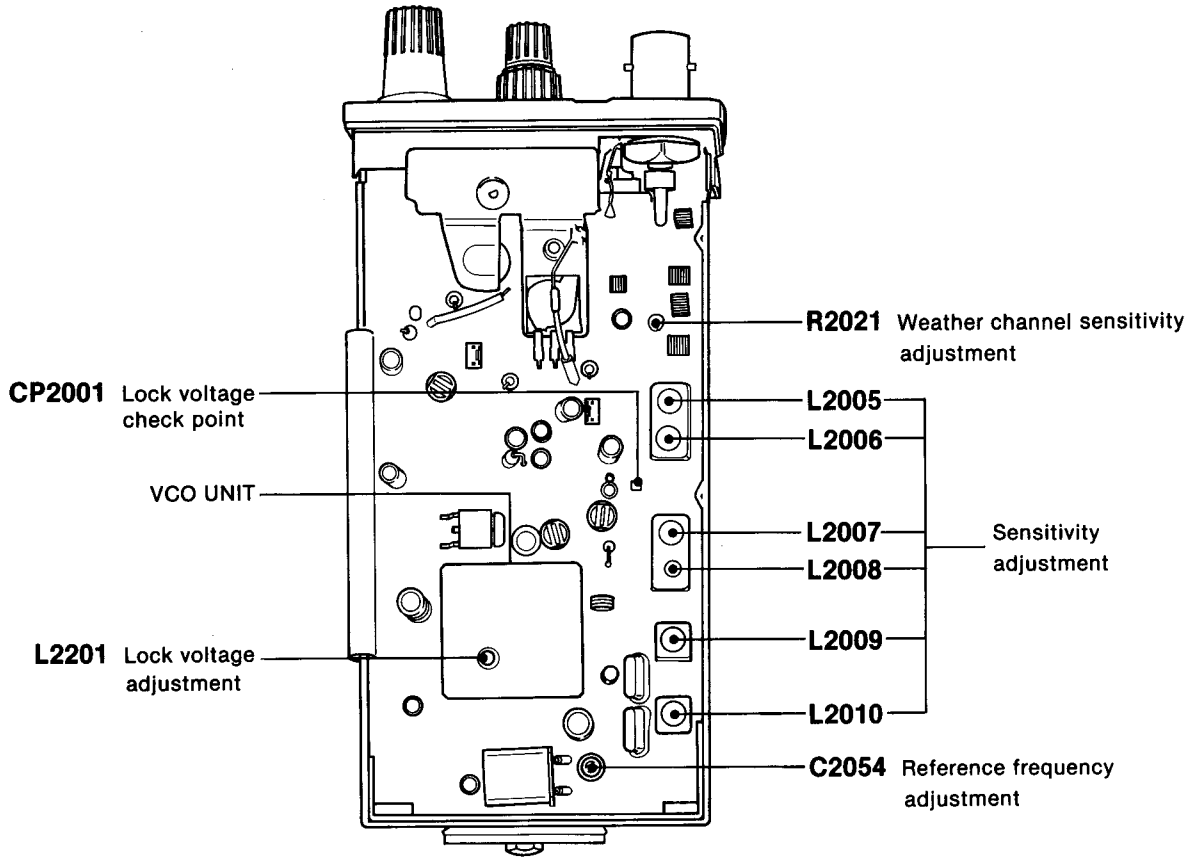 R2021 Weather channel sensitivity
adjustment
CP2001 Lock voltage
check point
L2005
L2006
VCO UNIT
L2007
L2008
Sensitivity
adjustment
L2009
L2201 Lock voltage
adjustment
L2010
C2054 Reference frequency
adjustment